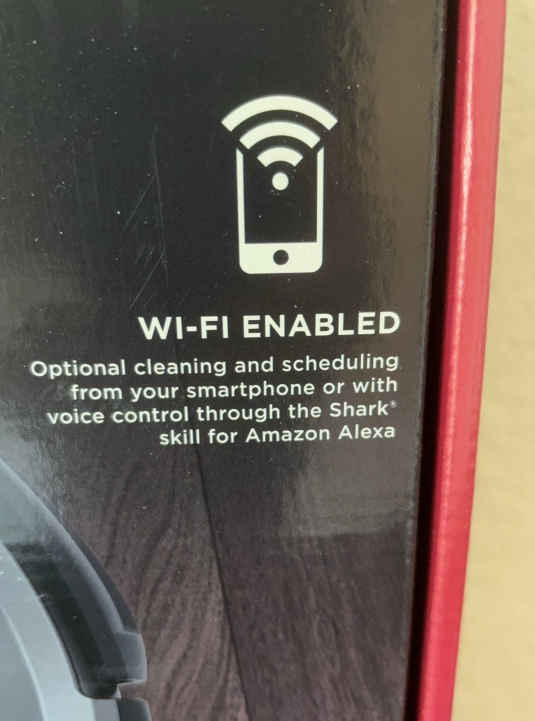 WI-FI ENABLED
Optional cleaning and scheduling
from your smartphone or with
voice control through the Shark®
skill for Amazon Alexa